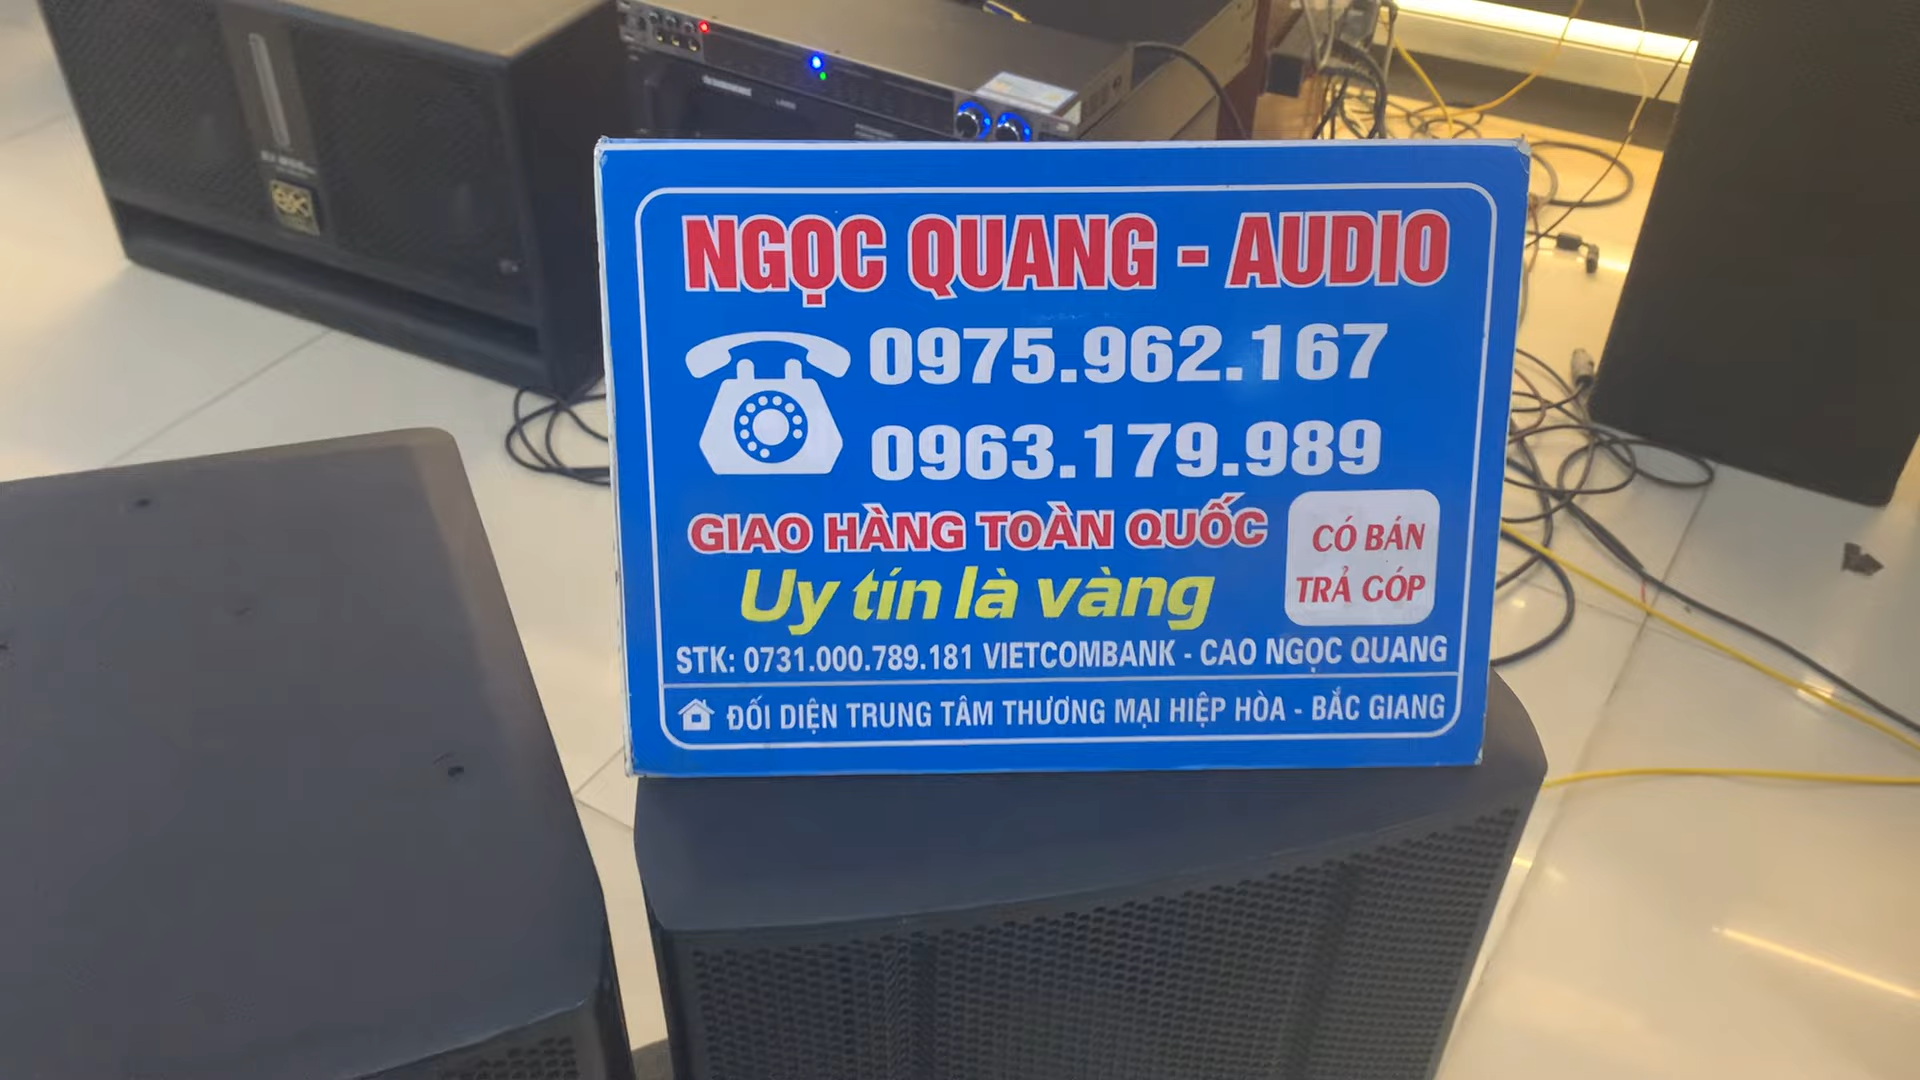 NGỌC QUANG - AUDIO
0975.962.167
0963.179.989
GIAO HÀNG TOÀN QUỐC
Uy tín là vàng
CÓ BÁN
TRẢ GÓP
STK: 0731.000.789.181 VIETCOMBANK - CAO NGỌC QUANG
ĐỐI DIỆN TRUNG TÂM THƯƠNG MẠI HIỆP HÒA - BẮC GIANG